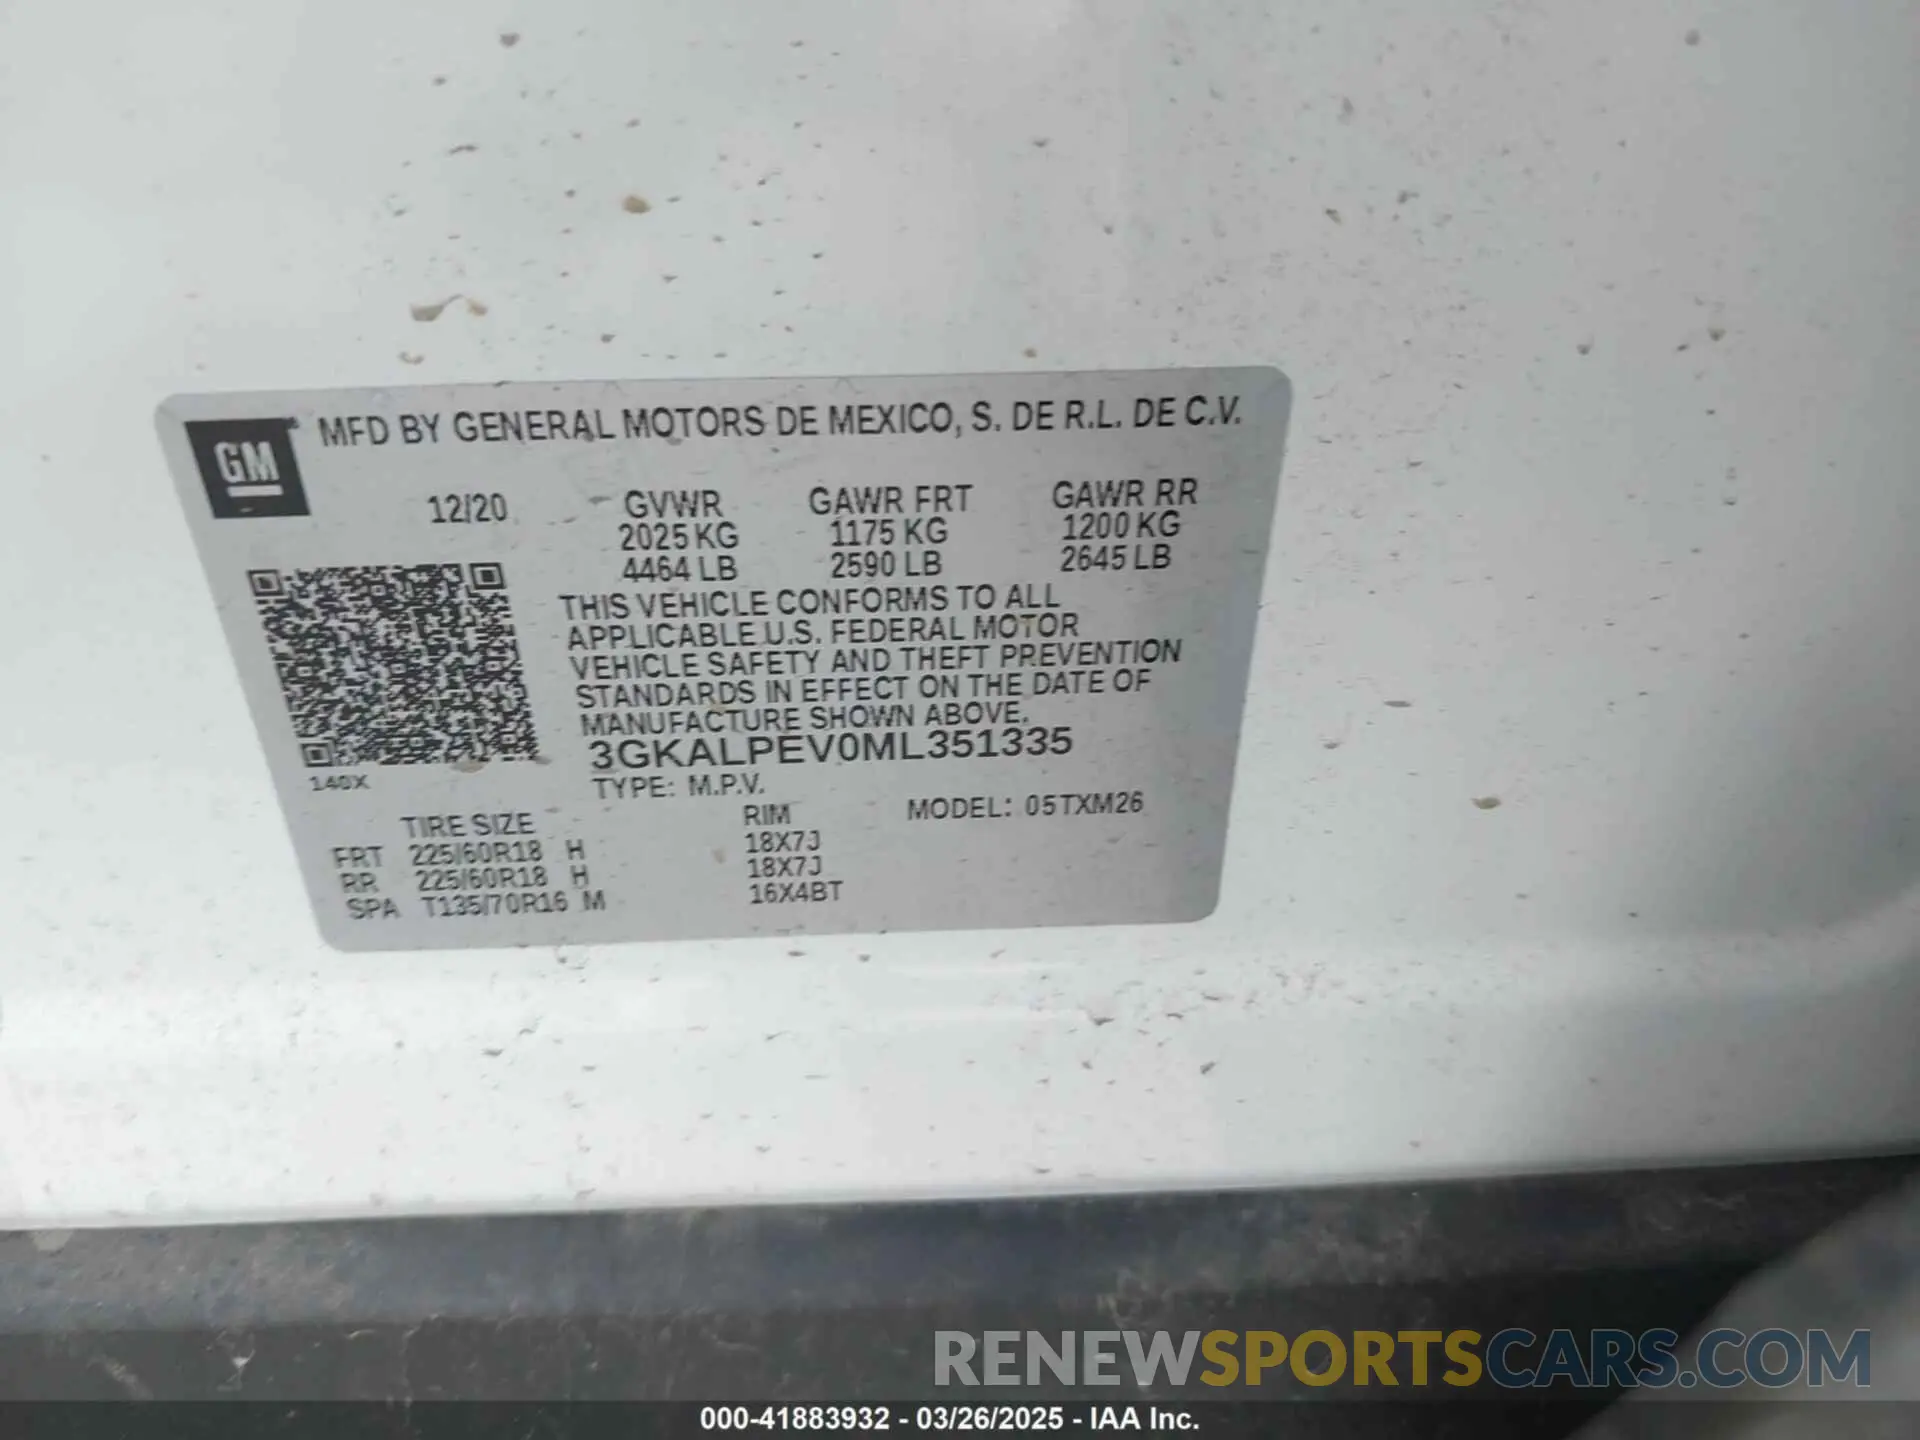 GM
MFD BY GENERAL MOTORS DE MEXICO, S. DE R.L. DE C.V.
12/20 GVWR GAWR FRT GAWR RR
2025 KG 1175 KG 1200 KG
4464 LB 2590 LB 2645 LB
THIS VEHICLE CONFORMS TO ALL
APPLICABLE U.S. FEDERAL MOTOR
VEHICLE SAFETY AND THEFT PREVENTION
STANDARDS IN EFFECT ON THE DATE OF
MANUFACTURE SHOWN ABOVE.
3GKALPEV0ML351335
140X
TYPE: M.P.V.
TIRE SIZE RIM MODEL: 05TXM26
FRT 225/60R18 H 18X7J
RR 225/60R18 H 18X7J
SPA T135/70R16 M 16X4BT
RENEWSPORTSCARS.COM
000-41883932 - 03/26/2025 - IAA Inc.